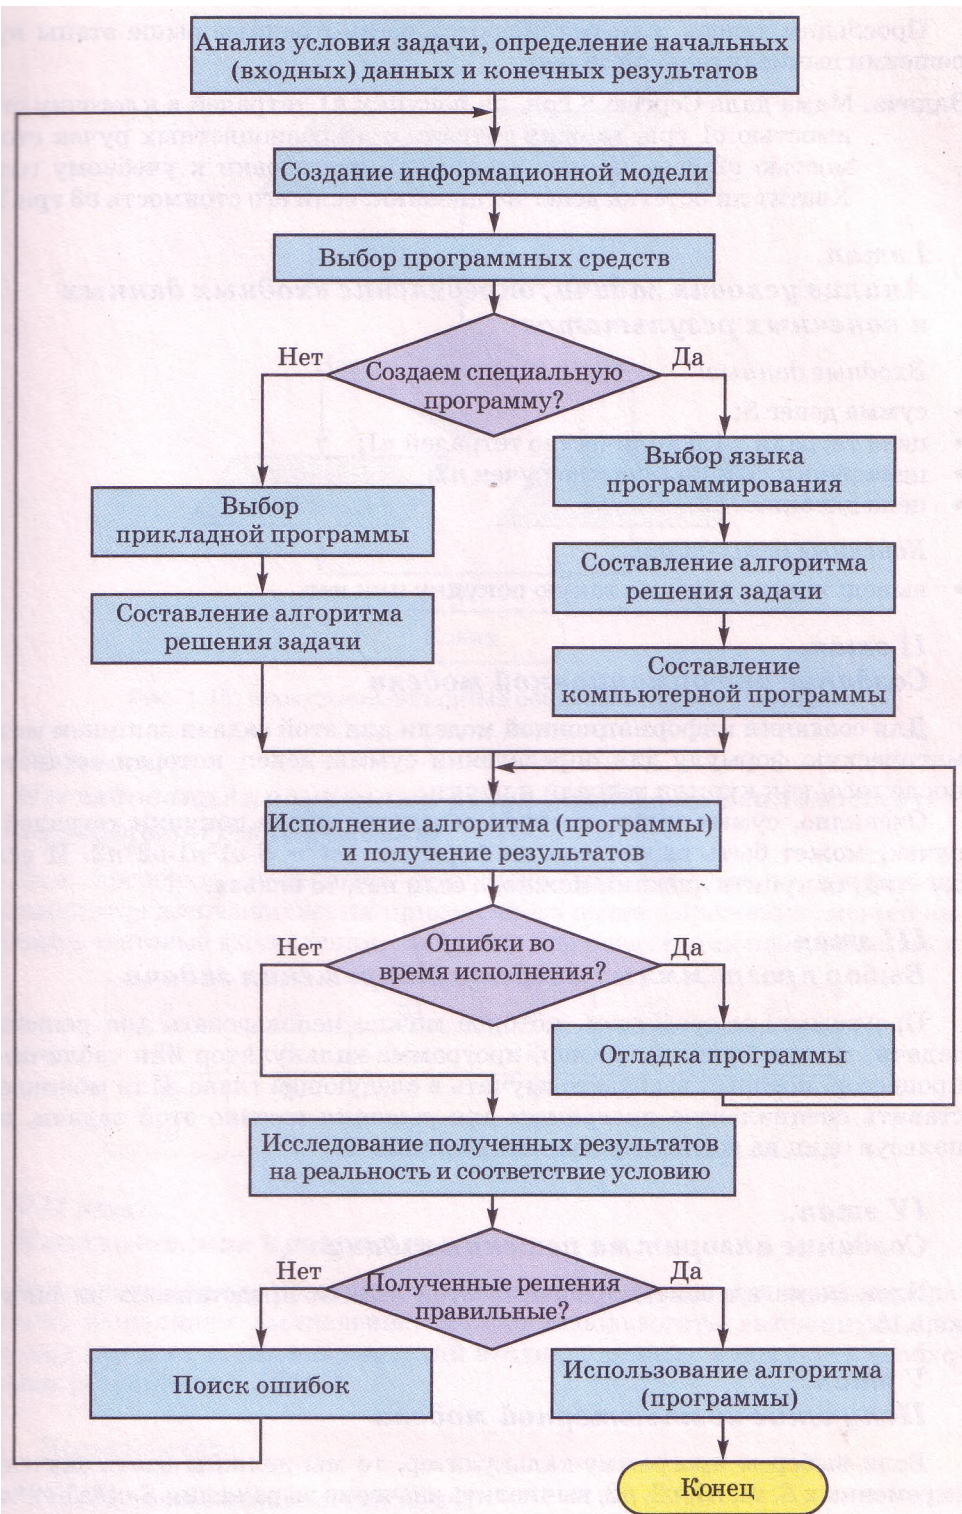 Анализ условия задачи, определение начальных
(входных) данных и конечных результатов
Создание информационной модели
Выбор программных средств
Нет
Да
Создаем специальную
программу?
Выбор языка
программирования
Выбор
прикладной программы
Составление алгоритма
решения задачи
Составление алгоритма
решения задачи
Составление
компьютерной программы
Исполнение алгоритма (программы)
и получение результатов
Нет
Ошибки во
время исполнения?
Да
Отладка программы
Исследование полученных результатов
на реальность и соответствие условию
Нет
Полученные решения
правильные?
Да
Поиск ошибок
Использование алгоритма
(программы)
Конец